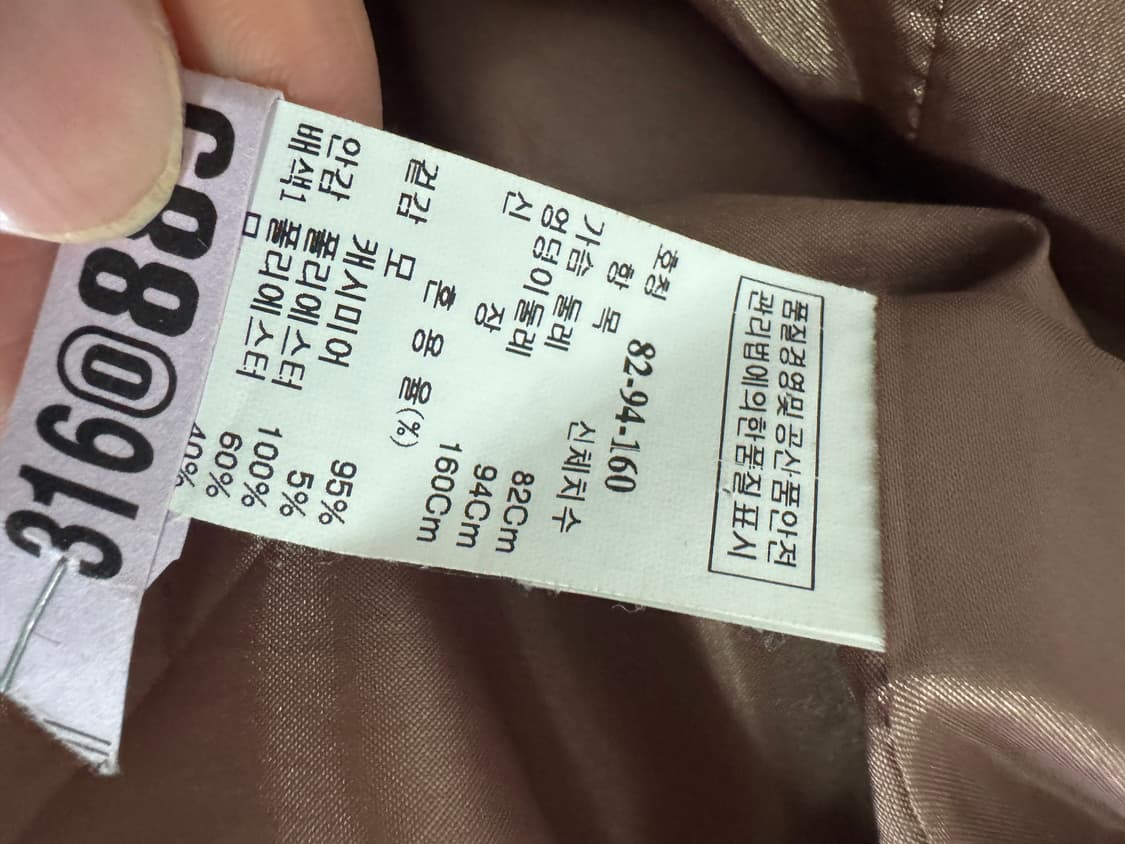 품질경영및공산품안전
관리법에의한품질표시
호칭 82-94-160
항 목 신체치수
가슴 둘레 82Cm
엉덩이둘레 94Cm
신 장 160Cm
혼 용 율(%)
겉감 모 95%
캐시미어 5%
안감 폴리에스터 100%
배색1 폴리에스터 60%
모 40%